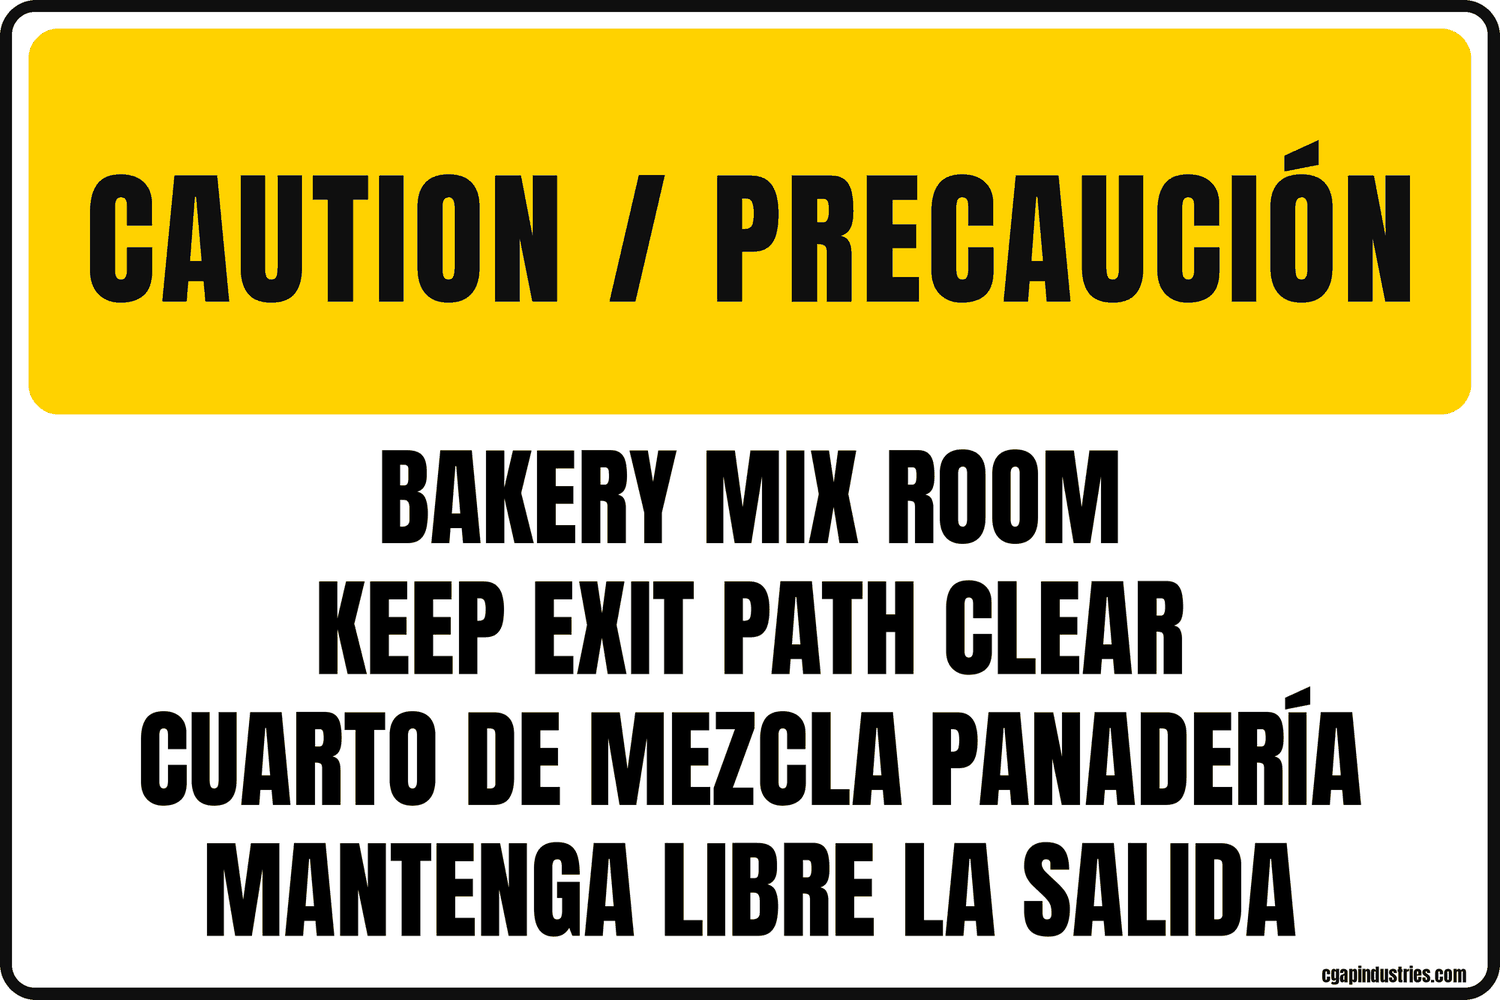 CAUTION / PRECAUCIÓN
BAKERY MIX ROOM
KEEP EXIT PATH CLEAR
CUARTO DE MEZCLA PANADERÍA
MANTENGA LIBRE LA SALIDA
cgapindustries.com